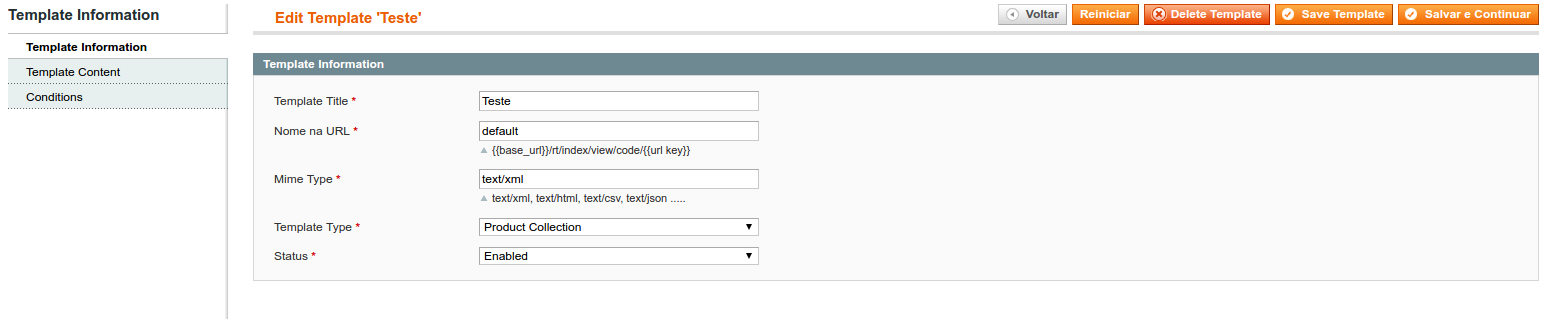 Template Information
Template Information
Template Content
Conditions
Edit Template 'Teste'
Voltar
Reiniciar
Delete Template
Save Template
Salvar e Continuar
Template Information
Template Title *
Teste
Nome na URL *
default
{{base_url}}/rt/index/view/code/{{url key}}
Mime Type *
text/xml
text/xml, text/html, text/csv, text/json .....
Template Type *
Product Collection
Status *
Enabled